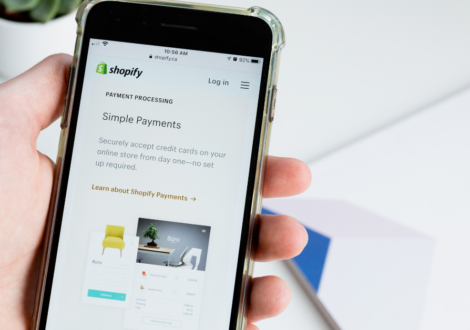 10:56 AM
92%
shopify.ca
shopify
Log in
PAYMENT PROCESSING
Simple Payments
Securely accept credit cards on your
online store from day one—no set
up required.
Learn about Shopify Payments →